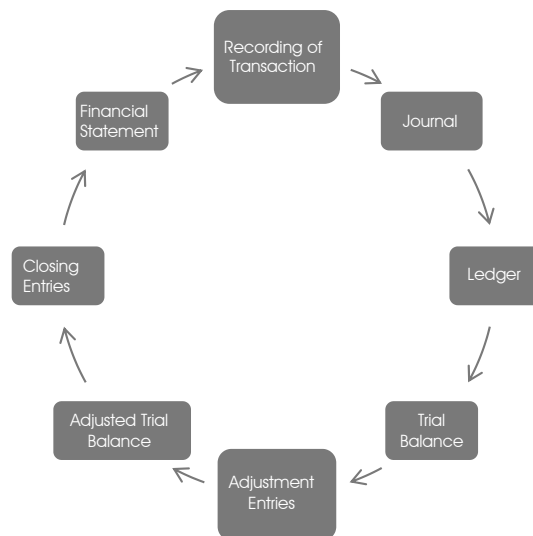 Recording of
Transaction
Journal
Ledger
Trial
Balance
Adjustment
Entries
Adjusted Trial
Balance
Closing
Entries
Financial
Statement